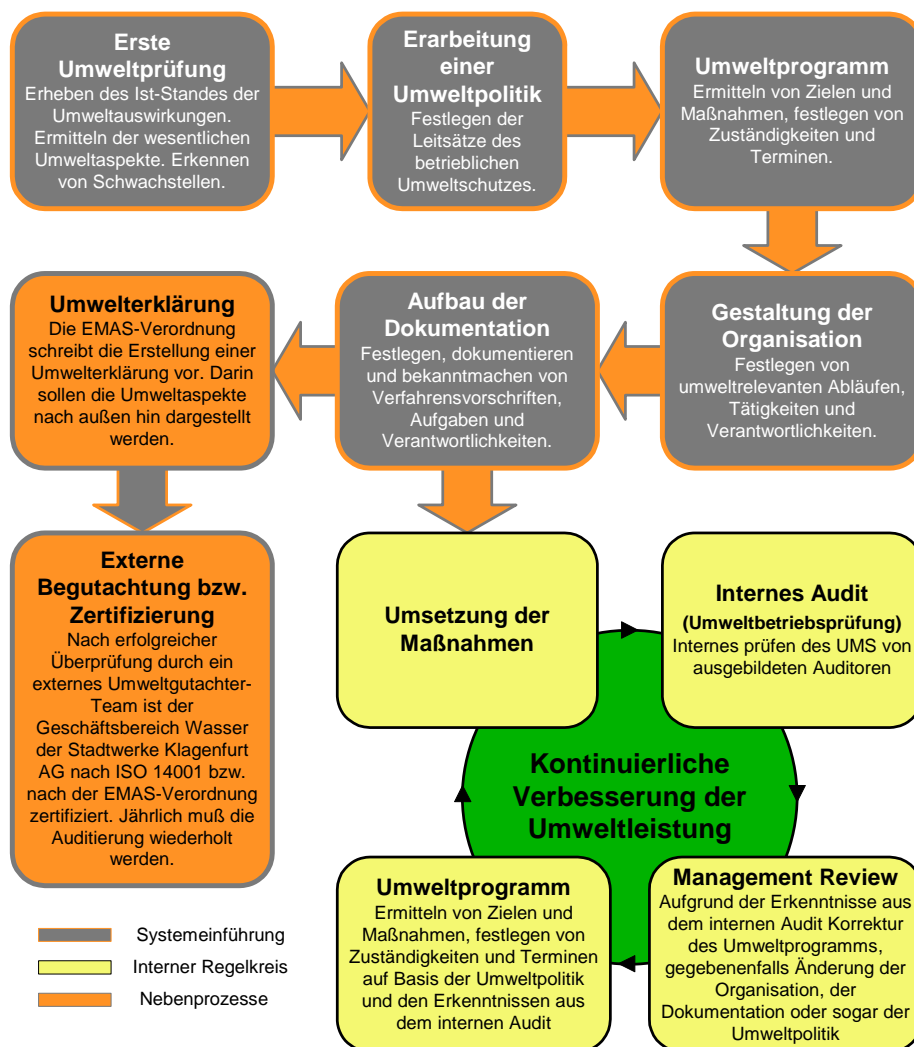 Erste
Umweltprüfung
Erheben des Ist-Standes der
Umweltauswirkungen.
Ermitteln der wesentlichen
Umweltaspekte. Erkennen
von Schwachstellen.
Erarbeitung
einer
Umweltpolitik
Festlegen der
Leitsätze des
betrieblichen
Umweltschutzes.
Umweltprogramm
Ermitteln von Zielen und
Maßnahmen, festlegen von
Zuständigkeiten und
Terminen.
Gestaltung der
Organisation
Festlegen von
umweltrelevanten Abläufen,
Tätigkeiten und
Verantwortlichkeiten.
Aufbau der
Dokumentation
Festlegen, dokumentieren
und bekanntmachen von
Verfahrensvorschriften,
Aufgaben und
Verantwortlichkeiten.
Umwelterklärung
Die EMAS-Verordnung
schreibt die Erstellung einer
Umwelterklärung vor. Darin
sollen die Umweltaspekte
nach außen hin dargestellt
werden.
Externe
Begutachtung bzw.
Zertifizierung
Nach erfolgreicher
Überprüfung durch ein
externes Umweltgutachter-
Team ist der
Geschäftsbereich Wasser
der Stadtwerke Klagenfurt
AG nach ISO 14001 bzw.
nach der EMAS-Verordnung
zertifiziert. Jährlich muß die
Auditierung wiederholt
werden.
Umsetzung der
Maßnahmen
Internes Audit
(Umweltbetriebsprüfung)
Internes prüfen des UMS von
ausgebildeten Auditoren
Kontinuierliche
Verbesserung der
Umweltleistung
Management Review
Aufgrund der Erkenntnisse aus
dem internen Audit Korrektur
des Umweltprogramms,
gegebenenfalls Änderung der
Organisation, der
Dokumentation oder sogar der
Umweltpolitik
Umweltprogramm
Ermitteln von Zielen und
Maßnahmen, festlegen von
Zuständigkeiten und Terminen
auf Basis der Umweltpolitik
und den Erkenntnissen aus
dem internen Audit
Systemeinführung
Interner Regelkreis
Nebenprozesse